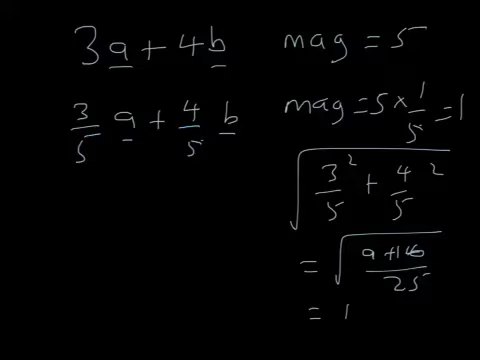 3a + 4b mag = 5
3/5 a + 4/5 b mag = 5 × 1/5 = 1
√(3/5² + 4/5²)
= √((9+16)/25)
= 1